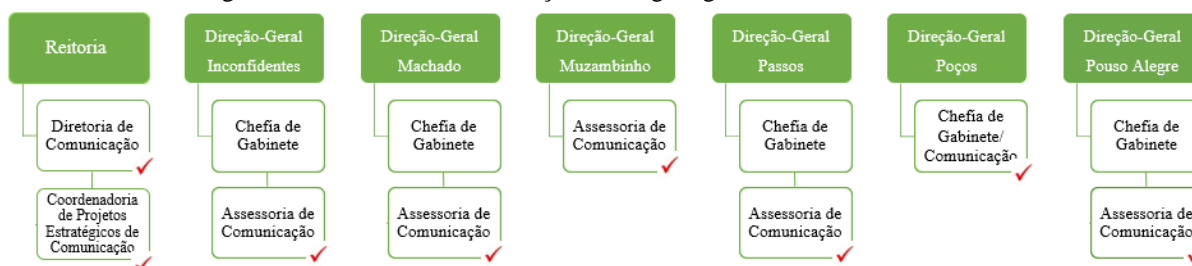 Reitoria
Diretoria de
Comunicação
Coordenadoria
de Projetos
Estratégicos de
Comunicação
Direção-Geral
Inconfidentes
Chefia de
Gabinete
Assessoria de
Comunicação
Direção-Geral
Machado
Chefia de
Gabinete
Assessoria de
Comunicação
Direção-Geral
Muzambinho
Assessoria de
Comunicação
Direção-Geral
Passos
Chefia de
Gabinete
Assessoria de
Comunicação
Direção-Geral
Poços
Chefia de
Gabinete/
Comunicação
Direção-Geral
Pouso Alegre
Chefia de
Gabinete
Assessoria de
Comunicação